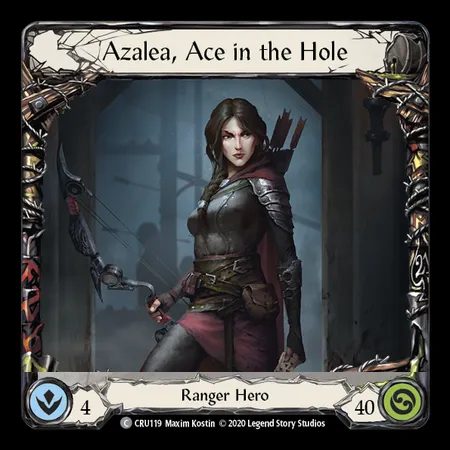 Azalea, Ace in the Hole
Ranger Hero
4
40
C CRU119 Maxim Kostin © 2020 Legend Story Studios